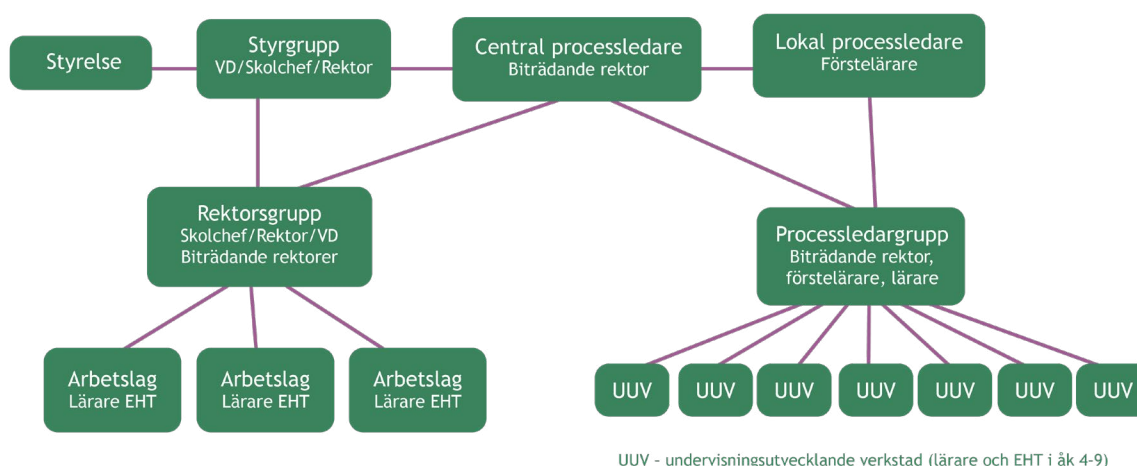 Styrelse
Styrgrupp
VD/Skolchef/Rektor
Central processledare
Biträdande rektor
Lokal processledare
Förstelärare
Rektorsgrupp
Skolchef/Rektor/VD
Biträdande rektorer
Processledargrupp
Biträdande rektor,
förstelärare, lärare
Arbetslag
Lärare EHT
Arbetslag
Lärare EHT
Arbetslag
Lärare EHT
UUV
UUV
UUV
UUV
UUV
UUV
UUV
UUV - undervisningsutvecklande verkstad (lärare och EHT i åk 4-9)